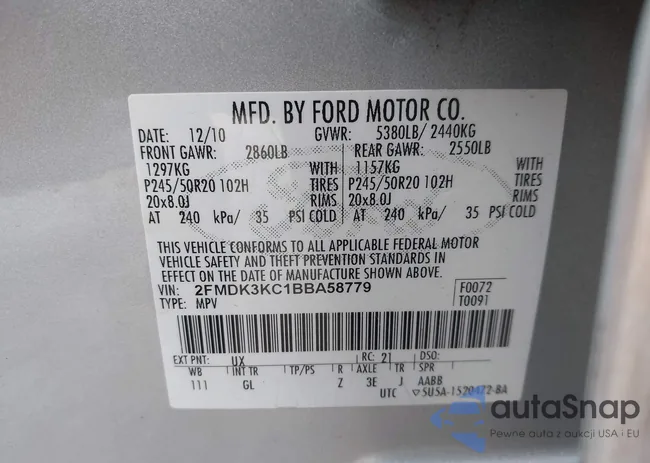 MFD. BY FORD MOTOR CO.
DATE: 12/10 GVWR: 5380LB/ 2440KG
FRONT GAWR: 2860LB REAR GAWR: 2550LB
1297KG WITH 1157KG WITH
P245/50R20 102H TIRES P245/50R20 102H TIRES
20x8.0J RIMS 20x8.0J RIMS
AT 240 kPa/ 35 PSI COLD AT 240 kPa/ 35 PSI COLD
THIS VEHICLE CONFORMS TO ALL APPLICABLE FEDERAL MOTOR
VEHICLE SAFETY AND THEFT PREVENTION STANDARDS IN
EFFECT ON THE DATE OF MANUFACTURE SHOWN ABOVE.
VIN: 2FMDK3KC1BBA58779 F0072
TYPE: MPV T0091
EXT PNT: UX RC: 21 DSO:
WB INT TR TP/PS R AXLE TR SPR
111 GL Z 3E J AABB
UTC 5U5A-1520472-BA
autaSnap
Pewne auta z aukcji USA i EU